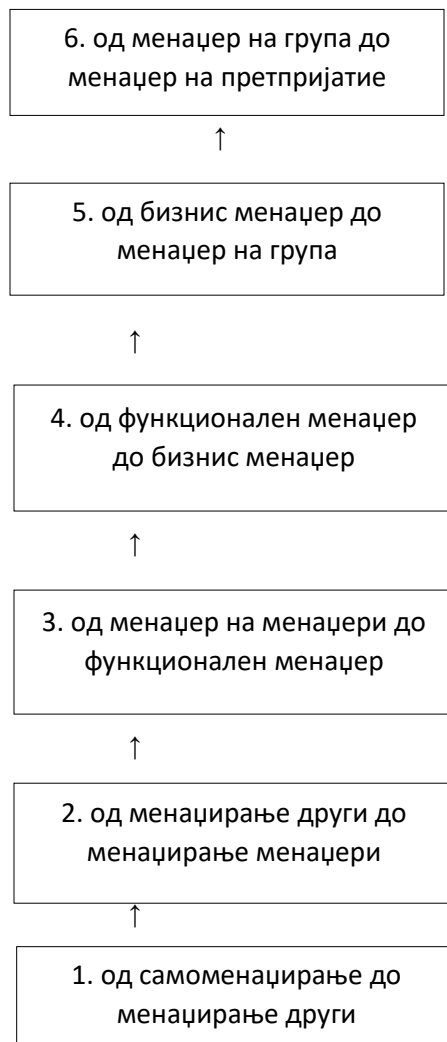 6. од менаџер на група до
менаџер на претпријатие
↑
5. од бизнис менаџер до
менаџер на група
↑
4. од функционален менаџер
до бизнис менаџер
↑
3. од менаџер на менаџери до
функционален менаџер
↑
2. од менаџирање други до
менаџирање менаџери
↑
1. од самоменаџирање до
менаџирање други